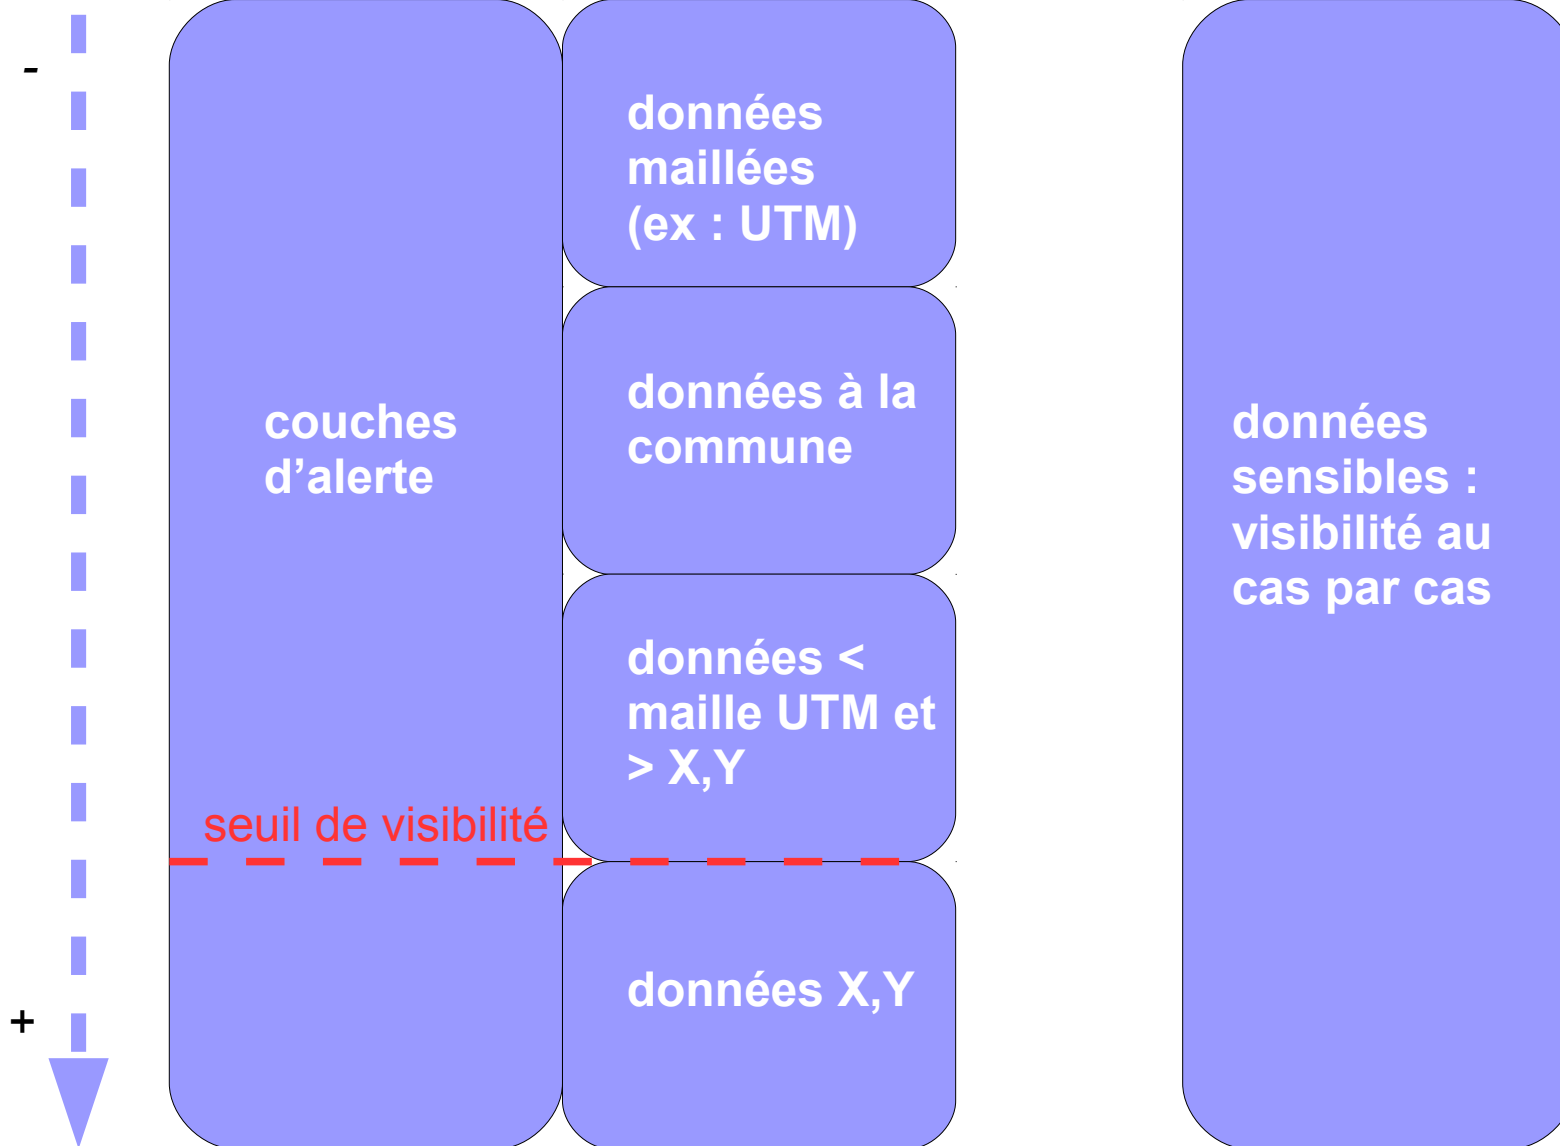 -
données
maillées
(ex : UTM)
couches
d’alerte
données à la
commune
données
sensibles :
visibilité au
cas par cas
données <
maille UTM et
> X,Y
seuil de visibilité
données X,Y
+